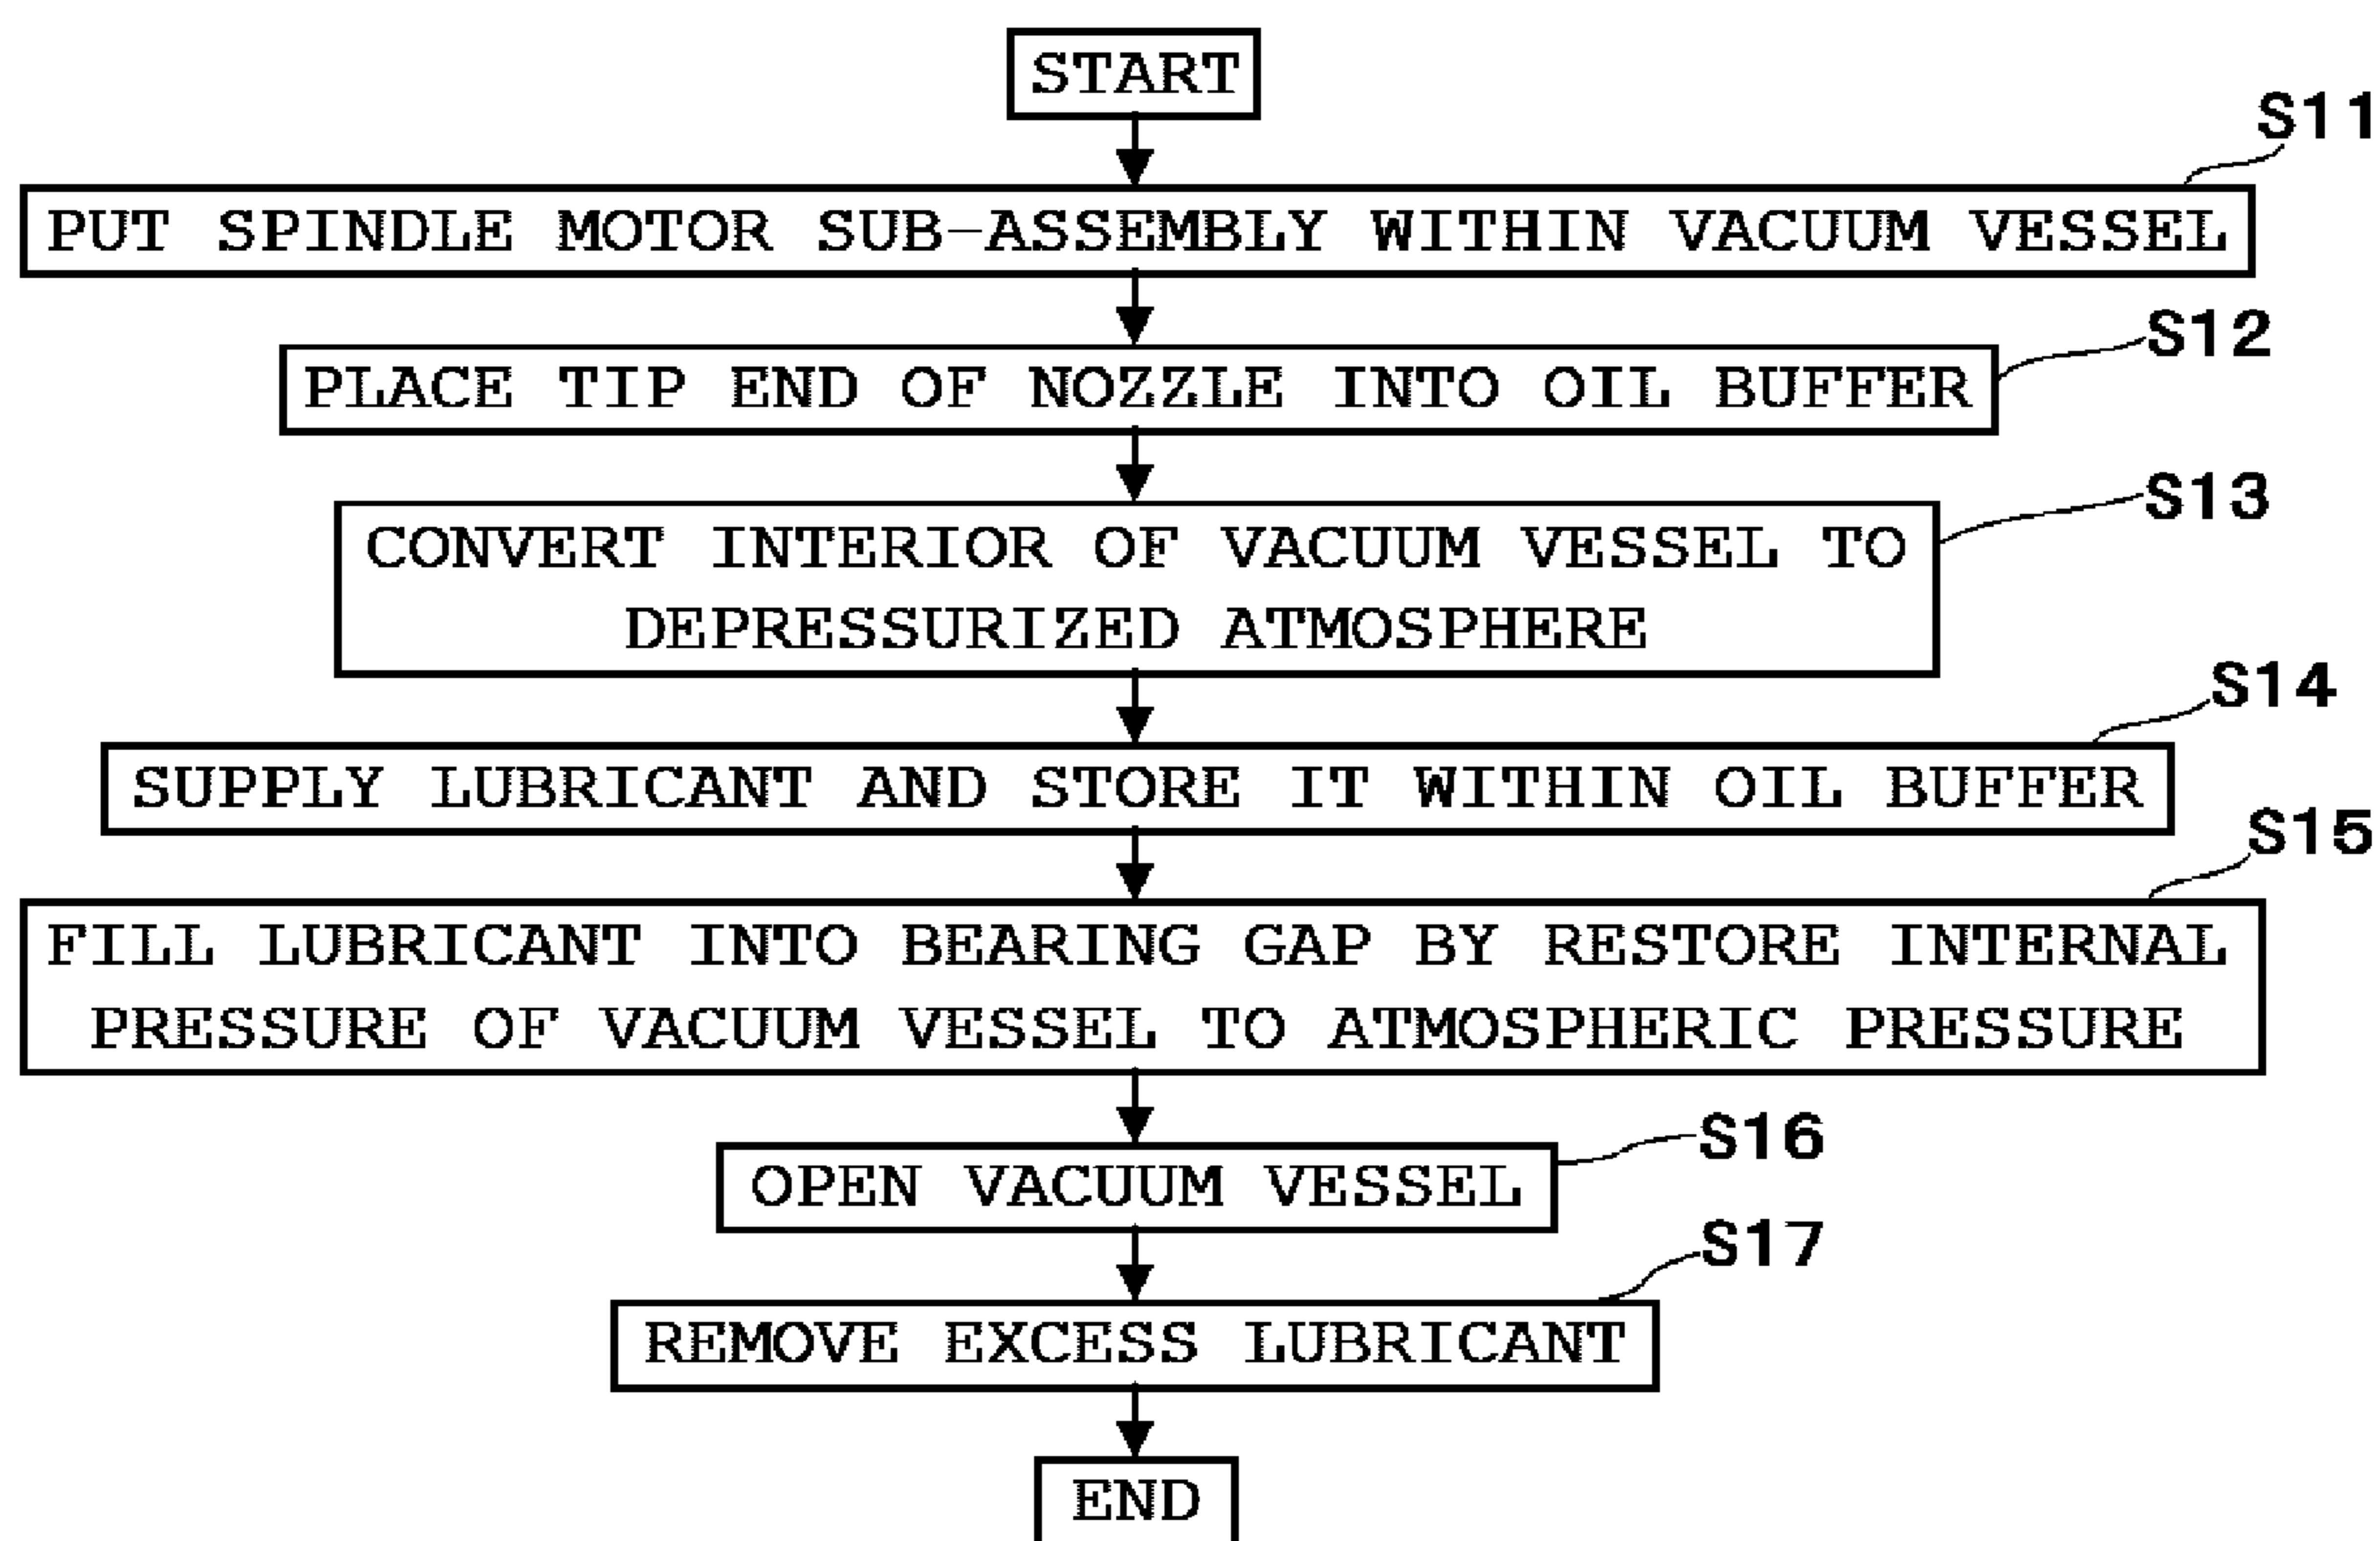 START
S11
PUT SPINDLE MOTOR SUB-ASSEMBLY WITHIN VACUUM VESSEL
S12
PLACE TIP END OF NOZZLE INTO OIL BUFFER
S13
CONVERT INTERIOR OF VACUUM VESSEL TO
DEPRESSURIZED ATMOSPHERE
S14
SUPPLY LUBRICANT AND STORE IT WITHIN OIL BUFFER
S15
FILL LUBRICANT INTO BEARING GAP BY RESTORE INTERNAL
PRESSURE OF VACUUM VESSEL TO ATMOSPHERIC PRESSURE
S16
OPEN VACUUM VESSEL
S17
REMOVE EXCESS LUBRICANT
END